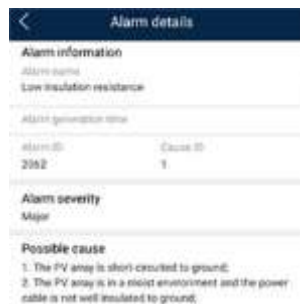 Alarm details
Alarm information
Alarm name
Low insulation resistance
Alarm generation time
Alarm ID
Cause ID
2062
1
Alarm severity
Major
Possible cause
1. The PV array is short-circuited to ground;
2. The PV array is in a moist environment and the power
cable is not well insulated to ground;